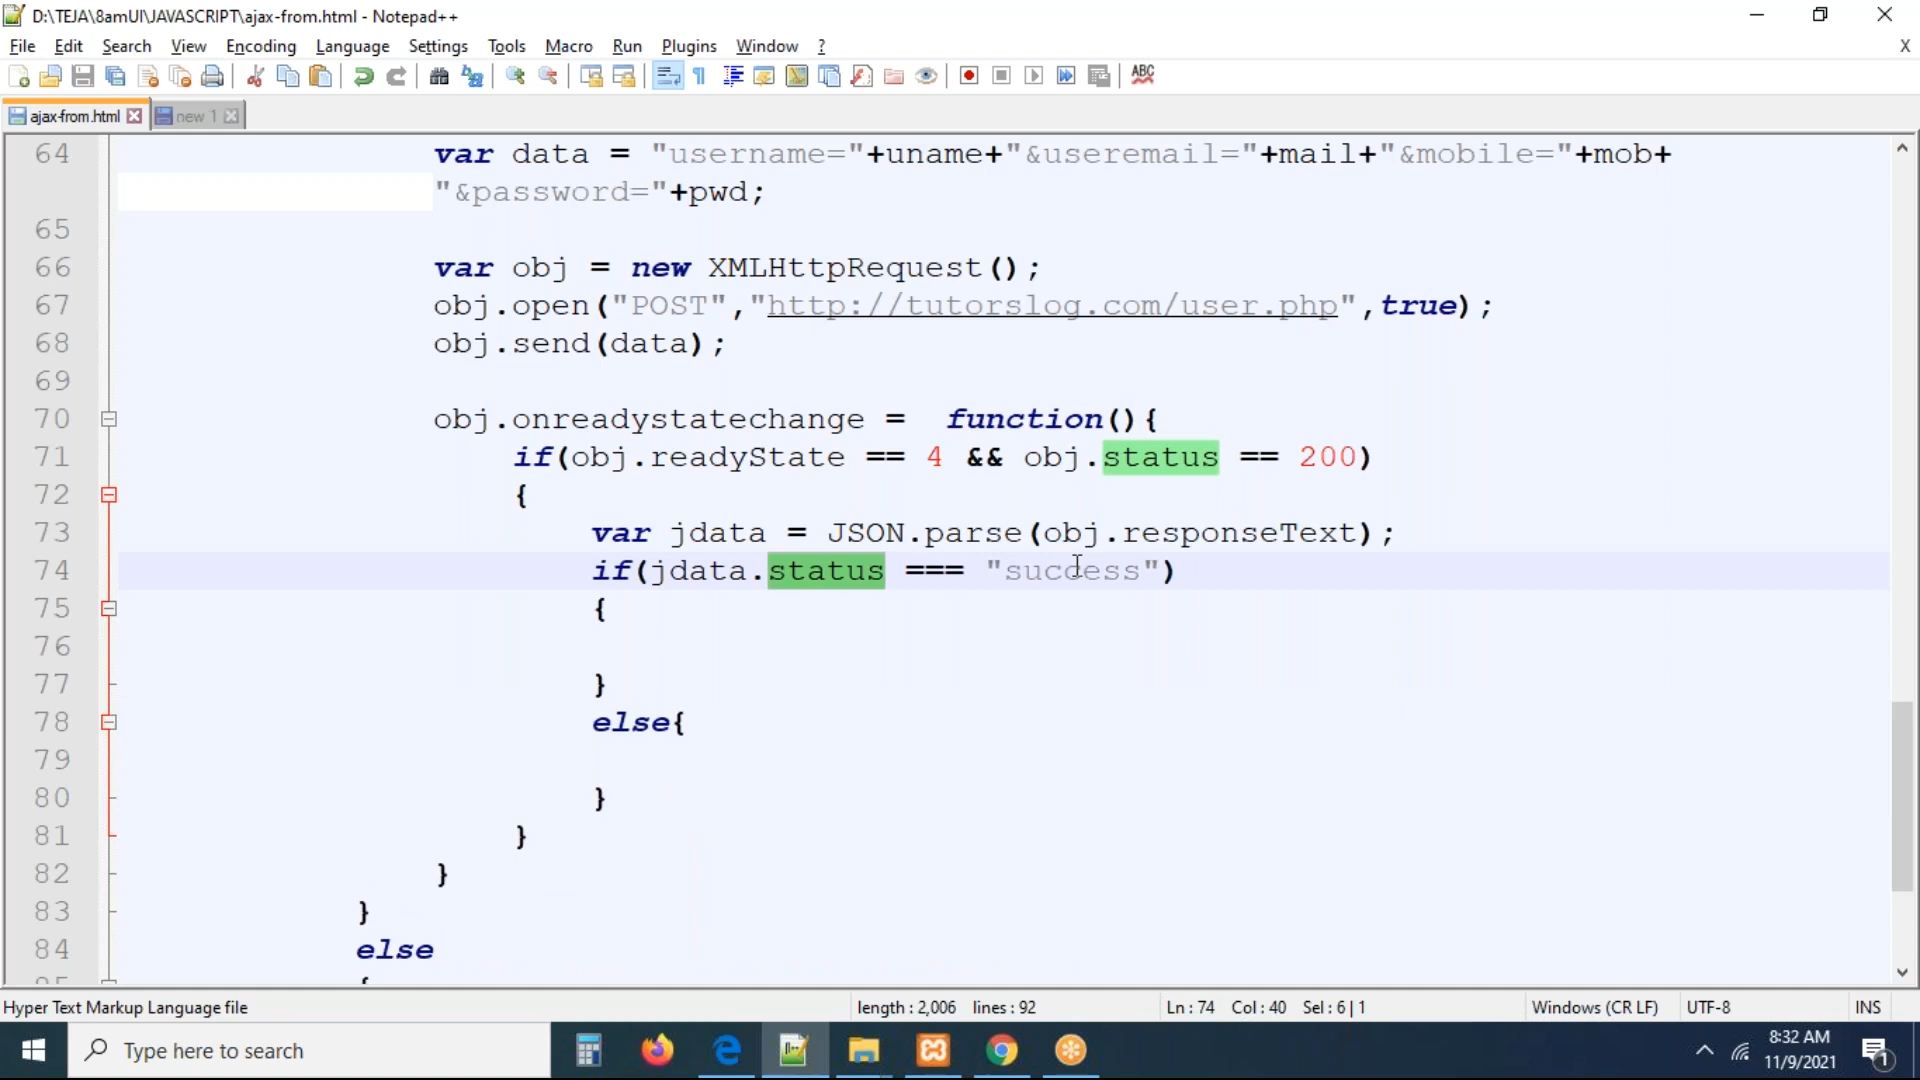 D:\TEJA\8amUI\JAVASCRIPT\ajax-from.html - Notepad++
File Edit Search View Encoding Language Settings Tools Macro Run Plugins Window ? X
ABC
ajax-from.html new 1
64 var data = "username="+uname+"&useremail="+mail+"&mobile="+mob+
"&password="+pwd;
65
66 var obj = new XMLHttpRequest();
67 obj.open("POST","http://tutorslog.com/user.php",true);
68 obj.send(data);
69
70 obj.onreadystatechange = function(){
71 if(obj.readyState == 4 && obj.status == 200)
72 {
73 var jdata = JSON.parse(obj.responseText);
74 if(jdata.status === "success")
75 {
76
77 }
78 else{
79
80 }
81 }
82 }
83 }
84 else
85 {
Hyper Text Markup Language file length : 2,006 lines : 92 Ln : 74 Col : 40 Sel : 6 | 1 Windows (CR LF) UTF-8 INS
Type here to search
8:32 AM
11/9/2021
1